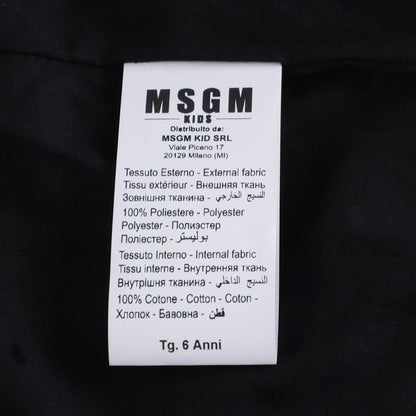 MSGM
KIDS
Distribuito da:
MSGM KID SRL
Viale Piceno 17
20129 Milano (MI)
Tessuto Esterno - External fabric
Tissu extérieur - Внешняя ткань
Зовнішня тканина - النسيج الخارجي
100% Poliestere - Polyester
Polyester - Полиэстер
Поліестер - بوليستر
Tessuto Interno - Internal fabric
Tissu interne - Внутренняя ткань
Внутрішня тканина - النسيج الداخلي
100% Cotone - Cotton - Coton -
Хлопок - Бавовна - قطن
Tg. 6 Anni